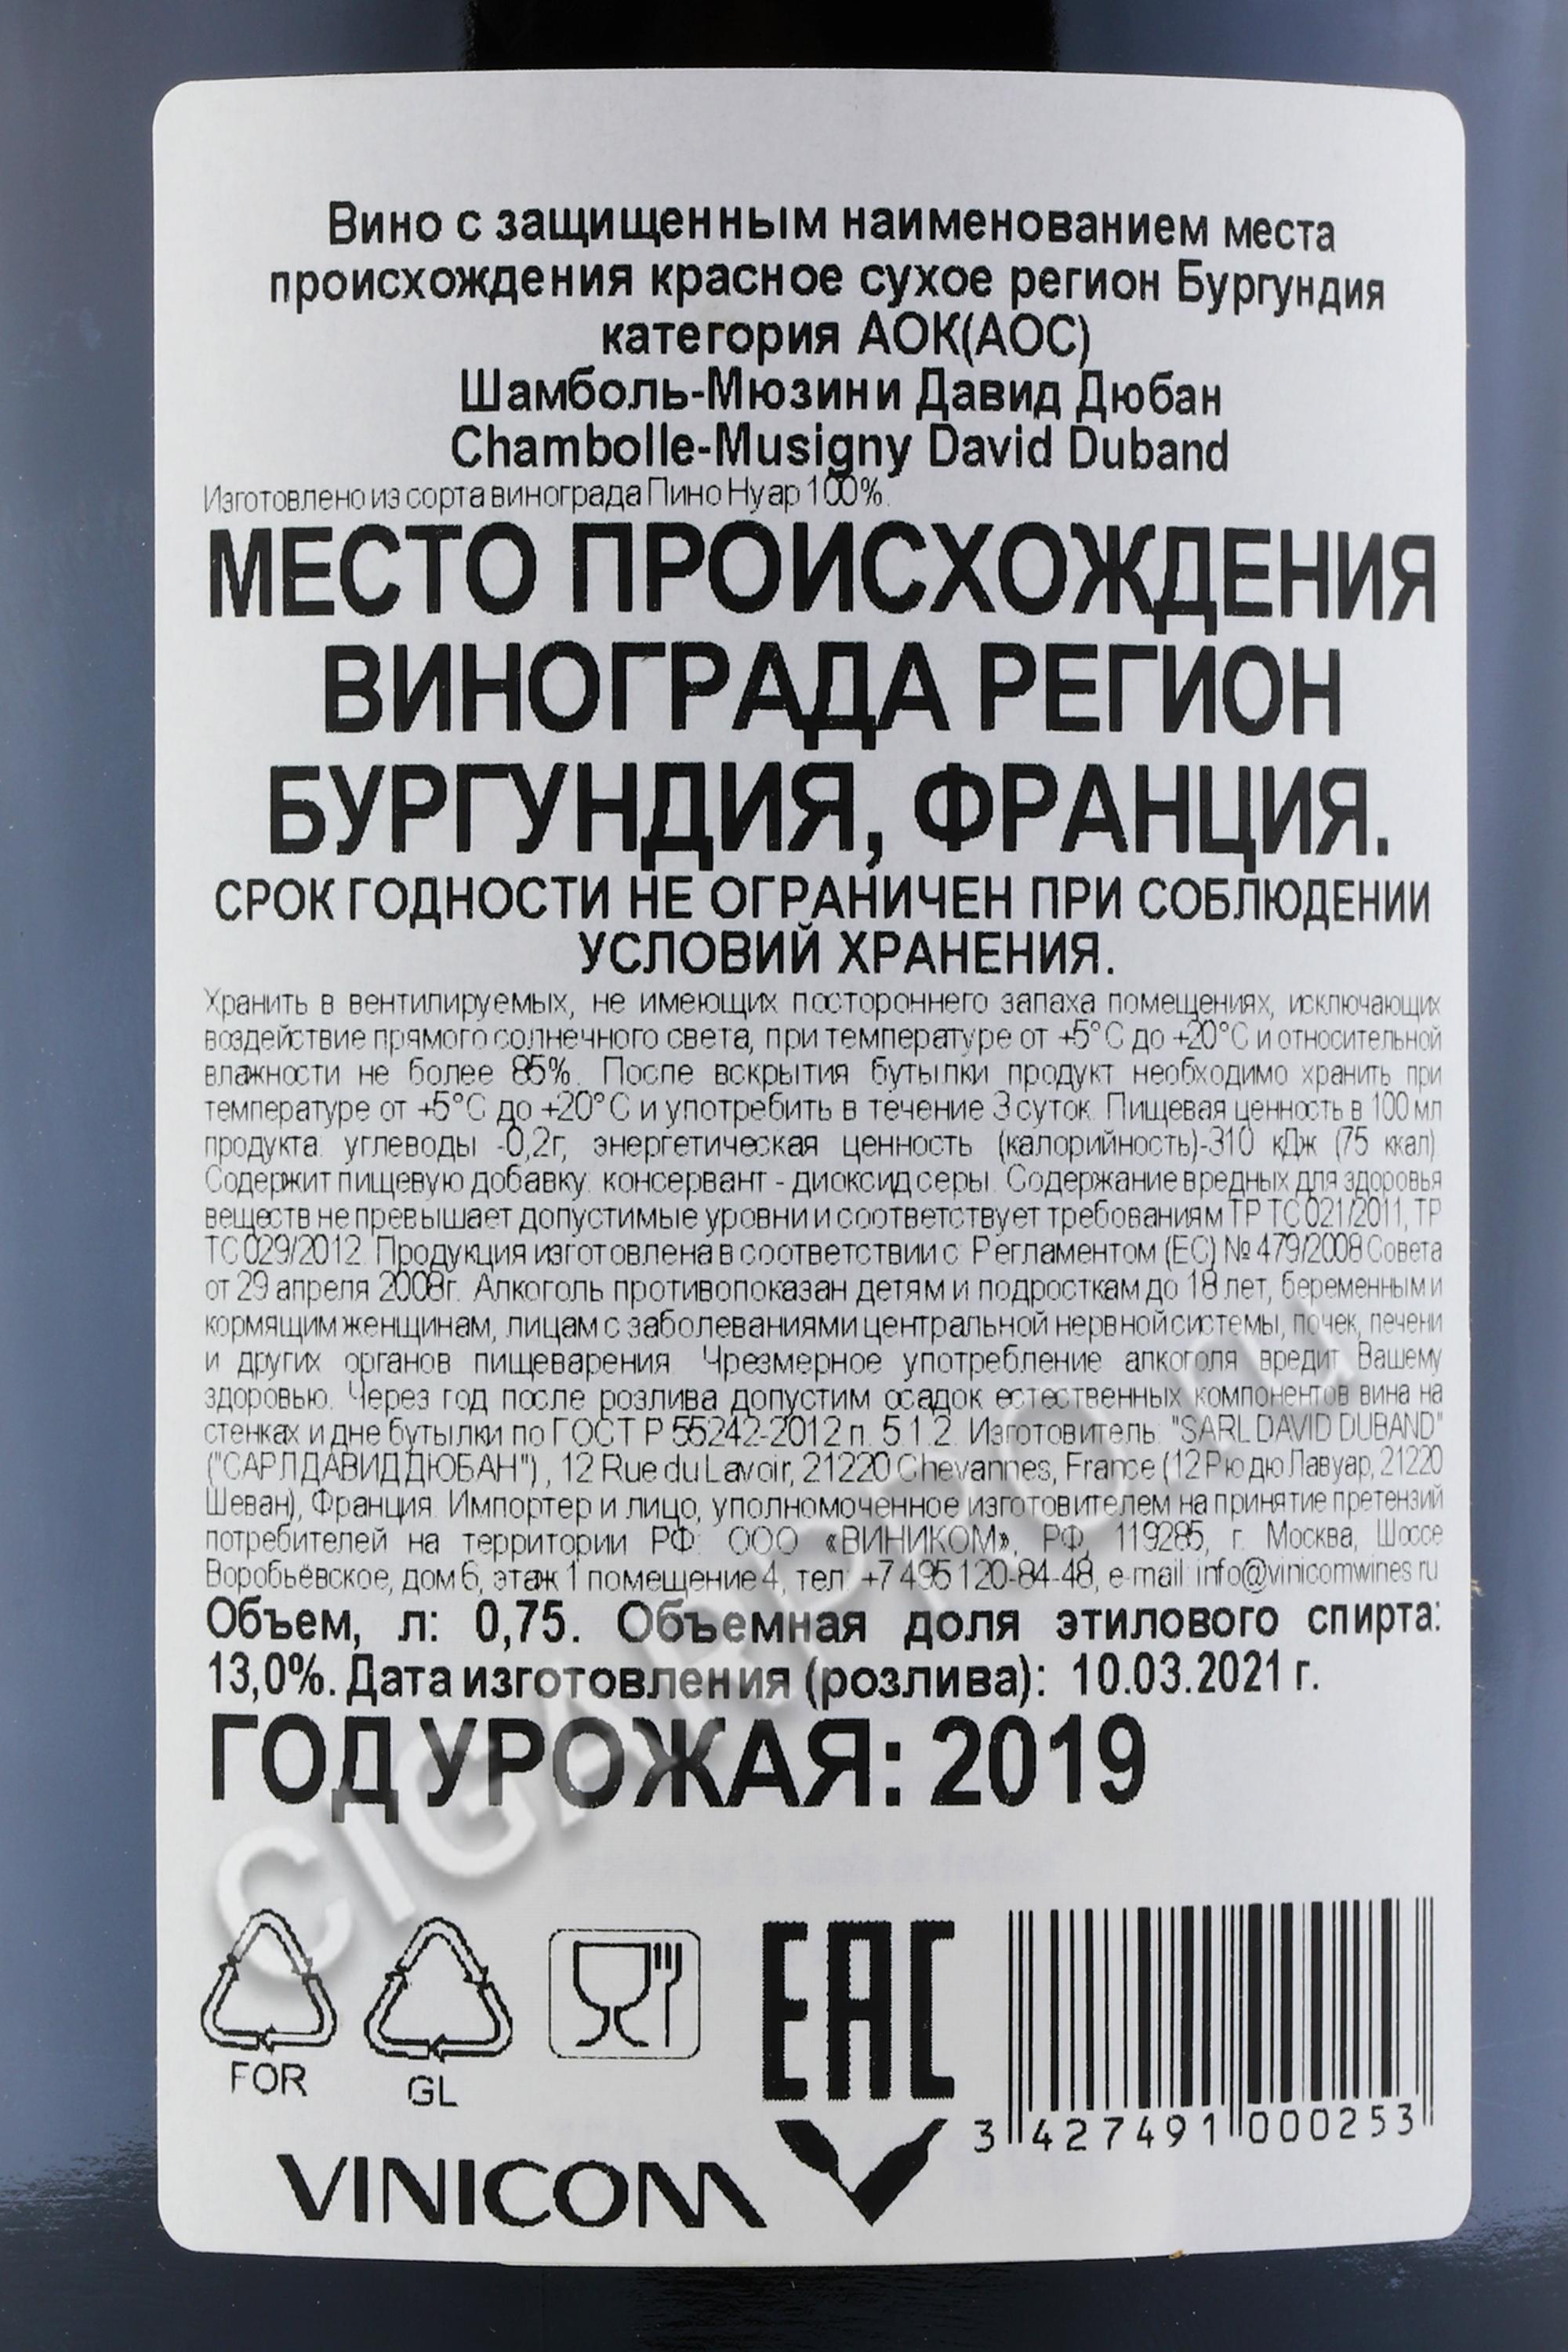 Вино с защищенным наименованием места
происхождения красное сухое регион Бургундия
категория АОК(АОС)
Шамболь-Мюзини Давид Дюбан
Chambolle-Musigny David Duband
Изготовлено из сорта винограда Пино Нуар 100%.
МЕСТО ПРОИСХОЖДЕНИЯ
ВИНОГРАДА РЕГИОН
БУРГУНДИЯ, ФРАНЦИЯ.
СРОК ГОДНОСТИ НЕ ОГРАНИЧЕН ПРИ СОБЛЮДЕНИИ
УСЛОВИЙ ХРАНЕНИЯ.
Хранить в вентилируемых, не имеющих постороннего запаха помещениях, исключающих
воздействие прямого солнечного света, при температуре от +5°С до +20°С и относительной
влажности не более 85%. После вскрытия бутылки продукт необходимо хранить при
температуре от +5°С до +20°С и употребить в течение 3 суток. Пищевая ценность в 100 мл
продукта: углеводы -0,2г, энергетическая ценность (калорийность)-310 кДж (75 ккал).
Содержит пищевую добавку: консервант - диоксид серы. Содержание вредных для здоровья
веществ не превышает допустимые уровни и соответствует требованиям ТР ТС 021/2011, ТР
ТС 029/2012. Продукция изготовлена в соответствии с Регламентом (ЕС) № 479/2008 Совета
от 29 апреля 2008г. Алкоголь противопоказан детям и подросткам до 18 лет, беременным и
кормящим женщинам, лицам с заболеваниями центральной нервной системы, почек, печени
и других органов пищеварения. Чрезмерное употребление алкоголя вредит Вашему
здоровью. Через год после розлива допустим осадок естественных компонентов вина на
стенках и дне бутылки по ГОСТ Р 55242-2012 п. 5.1.2. Изготовитель: "SARL DAVID DUBAND"
("САРЛ ДАВИД ДЮБАН") , 12 Rue du Lavoir, 21220 Chevannes, France (12 Рю дю Лавуар, 21220
Шеван), Франция. Импортер и лицо, уполномоченное изготовителем на принятие претензий
потребителей на территории РФ: ООО «ВИНИКОМ», РФ, 119285, г. Москва, Шоссе
Воробьёвское, дом 6, этаж 1 помещение 4, тел: +7 495 120-84-48, e-mail: info@vinicomwines.ru
Объем, л: 0,75. Объемная доля этилового спирта:
13,0%. Дата изготовления (розлива): 10.03.2021 г.
ГОД УРОЖАЯ: 2019
CIGARPRO.ru
FOR
GL
EAC
3 427491 000253
VINICOM